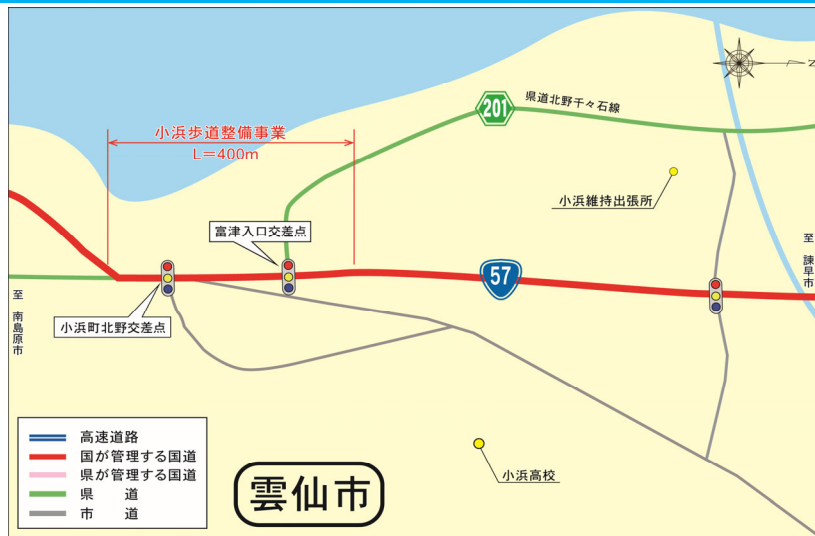 N
県道北野千々石線
201
小浜歩道整備事業
L=400m
小浜維持出張所
富津入口交差点
至 諫早市
57
至 南島原市
小浜町北野交差点
高速道路
国が管理する国道
県が管理する国道
県　道
市　道
雲仙市
小浜高校